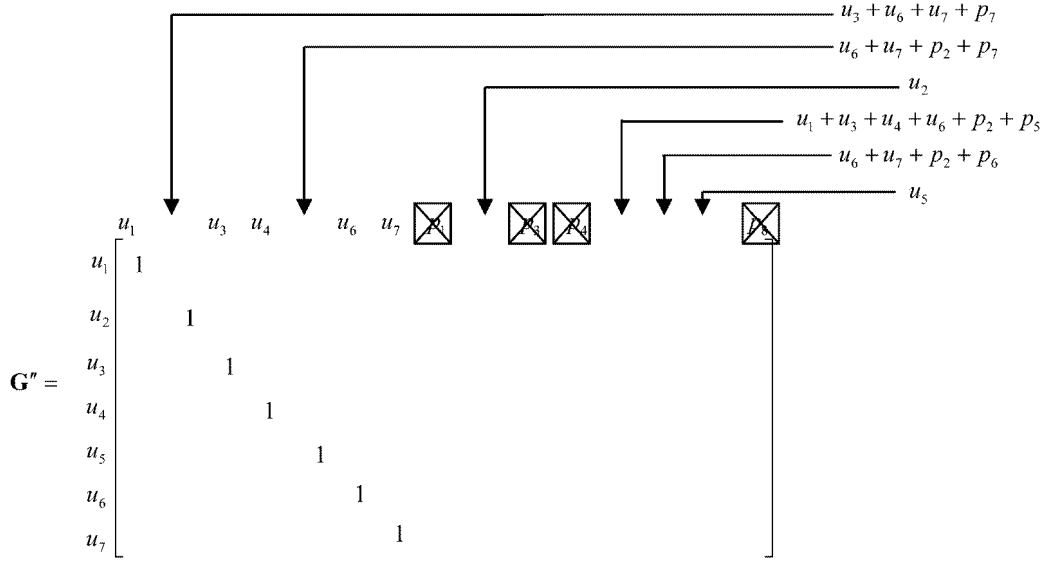 u₃ + u₆ + u₇ + p₇
u₆ + u₇ + p₂ + p₇
u₂
u₁ + u₃ + u₄ + u₆ + p₂ + p₅
u₆ + u₇ + p₂ + p₆
u₅
u₁ u₃ u₄ u₆ u₇ p₁ p₃ p₄ p₈
u₁ 1
u₂ 1
u₃ 1
G″ =
u₄ 1
u₅ 1
u₆ 1
u₇ 1